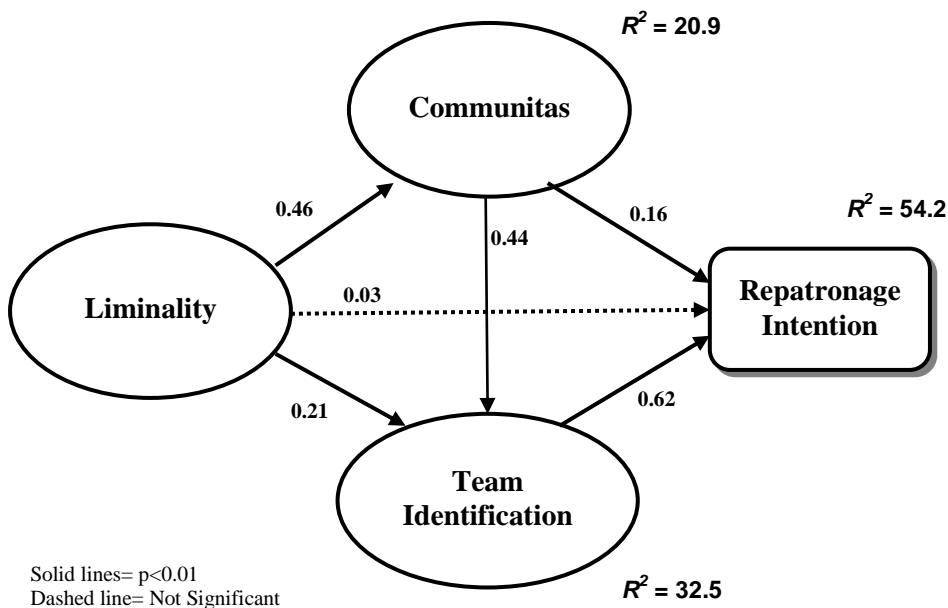 R² = 20.9
Communitas
R² = 54.2
0.46
0.16
0.44
Liminality
0.03
Repatronage
Intention
0.21
0.62
Team
Identification
Solid lines= p<0.01
Dashed line= Not Significant
R² = 32.5